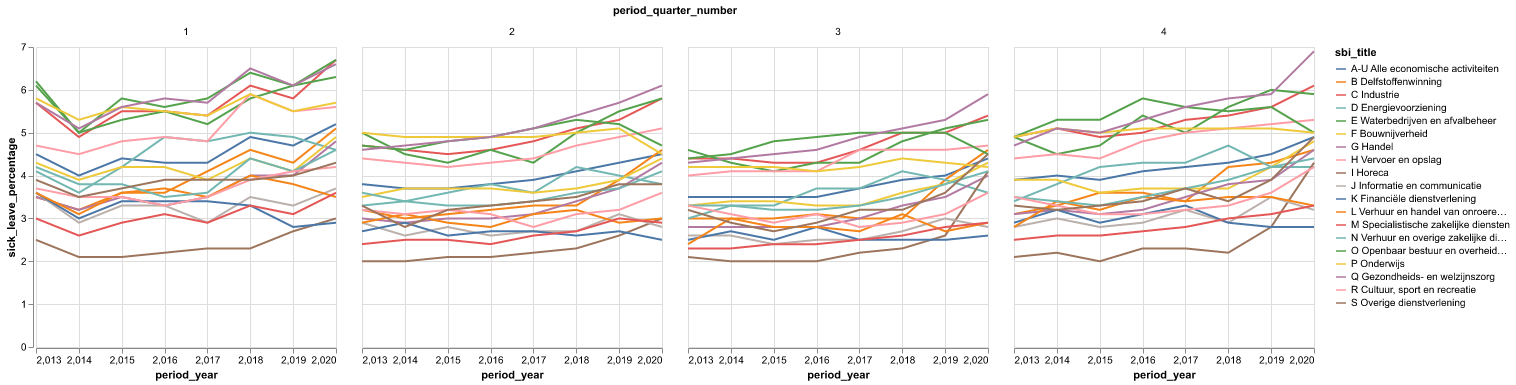 period_quarter_number
1 2 3 4
sick_leave_percentage
7
6
5
4
3
2
1
0
2,013 2,014 2,015 2,016 2,017 2,018 2,019 2,020
period_year
2,013 2,014 2,015 2,016 2,017 2,018 2,019 2,020
period_year
2,013 2,014 2,015 2,016 2,017 2,018 2,019 2,020
period_year
2,013 2,014 2,015 2,016 2,017 2,018 2,019 2,020
period_year
sbi_title
A-U Alle economische activiteiten
B Delfstoffenwinning
C Industrie
D Energievoorziening
E Waterbedrijven en afvalbeheer
F Bouwnijverheid
G Handel
H Vervoer en opslag
I Horeca
J Informatie en communicatie
K Financiële dienstverlening
L Verhuur en handel van onroere…
M Specialistische zakelijke diensten
N Verhuur en overige zakelijke di…
O Openbaar bestuur en overheid…
P Onderwijs
Q Gezondheids- en welzijnszorg
R Cultuur, sport en recreatie
S Overige dienstverlening